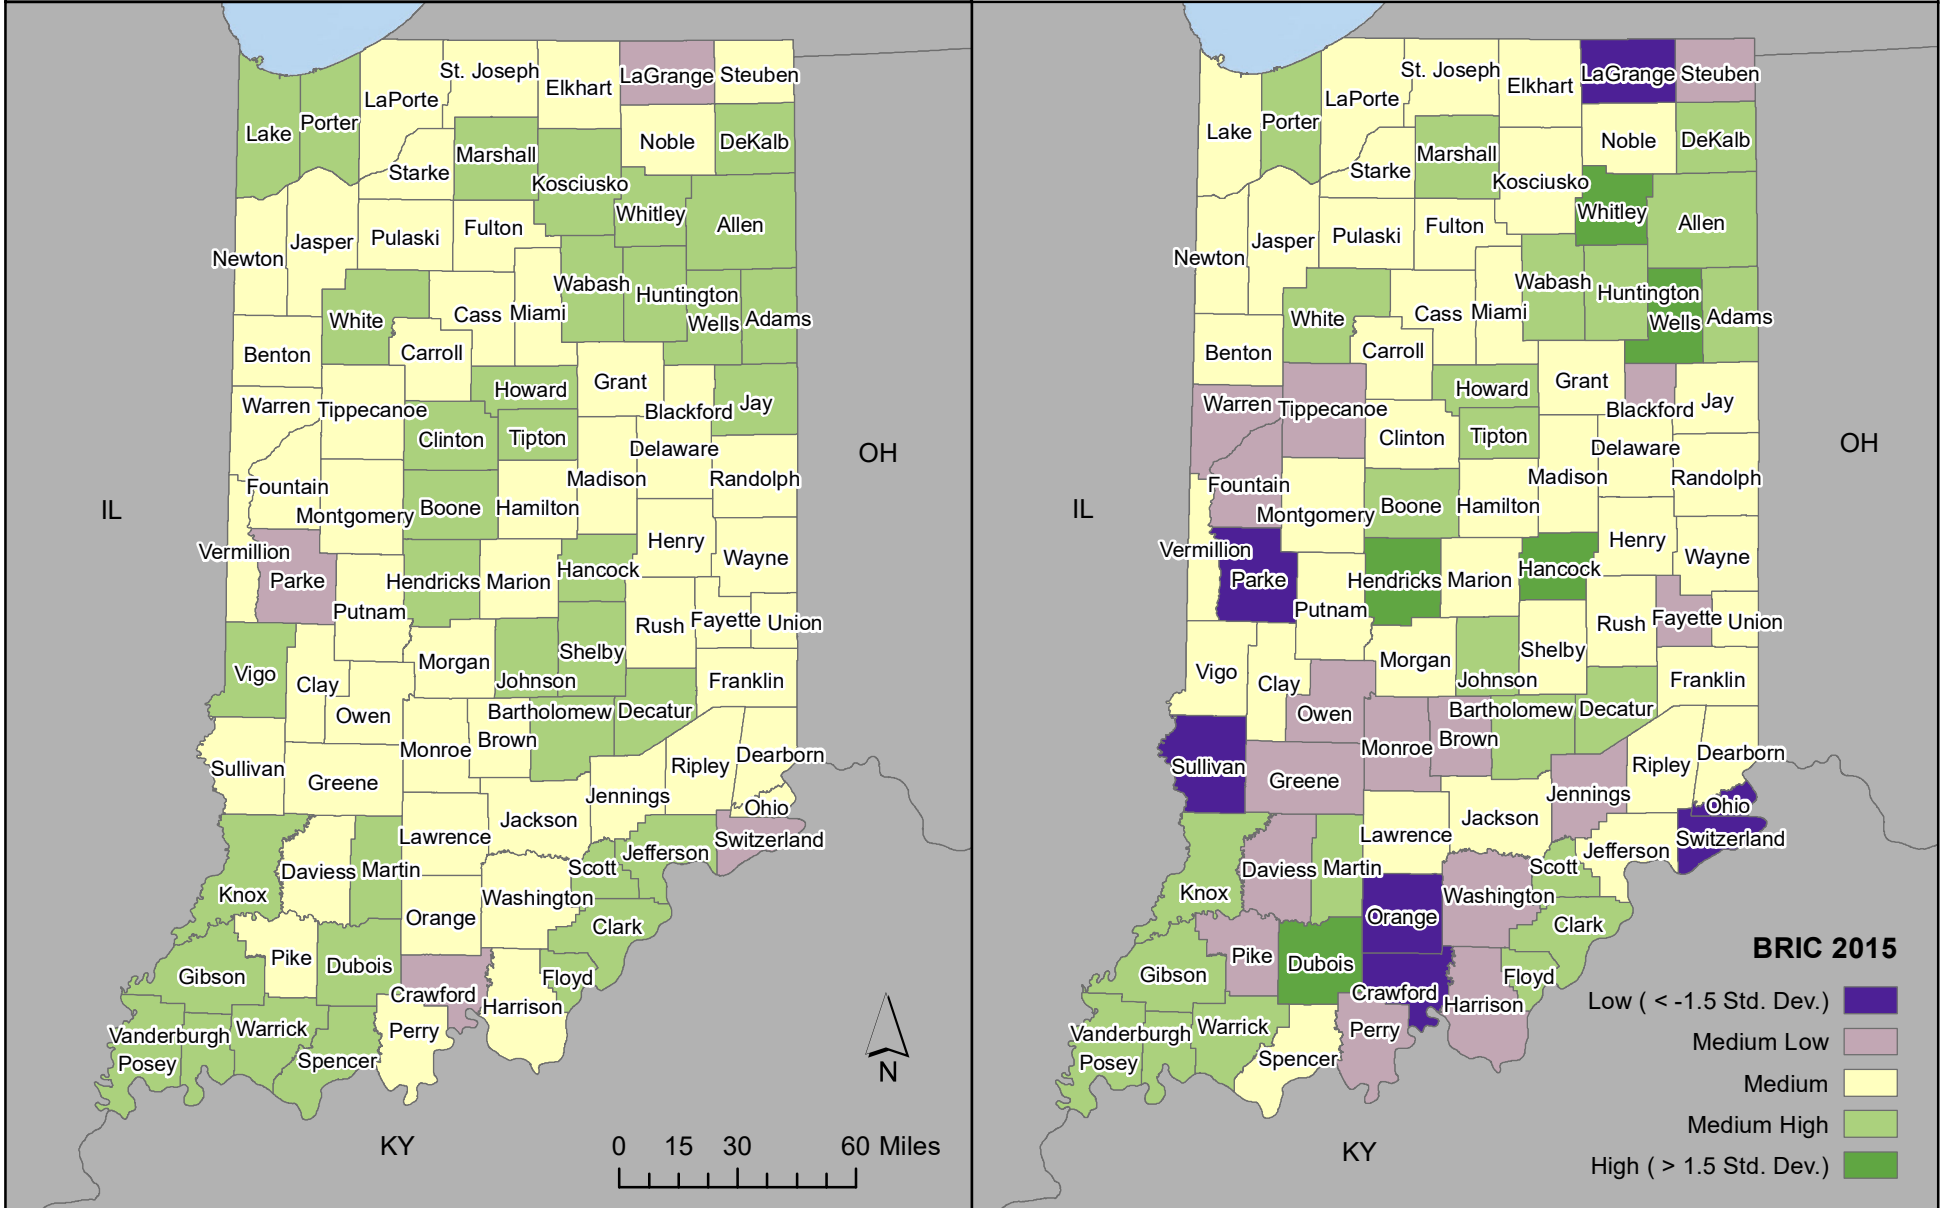 St. Joseph
LaGrange
Steuben
Elkhart
LaPorte
Porter
Lake
Noble
DeKalb
Marshall
Starke
Kosciusko
Whitley
Allen
Fulton
Pulaski
Jasper
Newton
Wabash
Huntington
Cass
Miami
White
Wells
Adams
Benton
Carroll
Grant
Howard
Warren
Tippecanoe
Blackford
Jay
Clinton
Tipton
Delaware
OH
Madison
Randolph
Fountain
Montgomery
Boone
Hamilton
IL
Henry
Vermillion
Wayne
Parke
Hendricks
Marion
Hancock
Putnam
Rush
Fayette
Union
Shelby
Morgan
Vigo
Clay
Johnson
Franklin
Owen
Bartholomew
Decatur
Brown
Monroe
Dearborn
Sullivan
Greene
Ripley
Jennings
Ohio
Jackson
Lawrence
Switzerland
Jefferson
Daviess
Martin
Scott
Knox
Washington
Orange
Clark
Pike
Dubois
Gibson
Floyd
Crawford
Harrison
Warrick
Perry
Vanderburgh
Spencer
Posey
N
KY
0 15 30 60 Miles
St. Joseph
LaGrange
Steuben
Elkhart
LaPorte
Porter
Lake
Noble
DeKalb
Marshall
Starke
Kosciusko
Whitley
Allen
Fulton
Pulaski
Jasper
Newton
Wabash
Huntington
Cass
Miami
White
Wells
Adams
Benton
Carroll
Grant
Howard
Warren
Tippecanoe
Blackford
Jay
Clinton
Tipton
Delaware
OH
Madison
Randolph
Fountain
Montgomery
Boone
Hamilton
IL
Henry
Vermillion
Wayne
Parke
Hendricks
Marion
Hancock
Putnam
Rush
Fayette
Union
Shelby
Morgan
Vigo
Clay
Johnson
Franklin
Owen
Bartholomew
Decatur
Brown
Monroe
Dearborn
Sullivan
Greene
Ripley
Jennings
Ohio
Jackson
Lawrence
Switzerland
Jefferson
Daviess
Martin
Scott
Knox
Washington
Orange
Clark
Pike
Dubois
Gibson
Floyd
Crawford
Harrison
Warrick
Perry
Vanderburgh
Spencer
Posey
KY
BRIC 2015
Low ( < -1.5 Std. Dev.)
Medium Low
Medium
Medium High
High ( > 1.5 Std. Dev.)